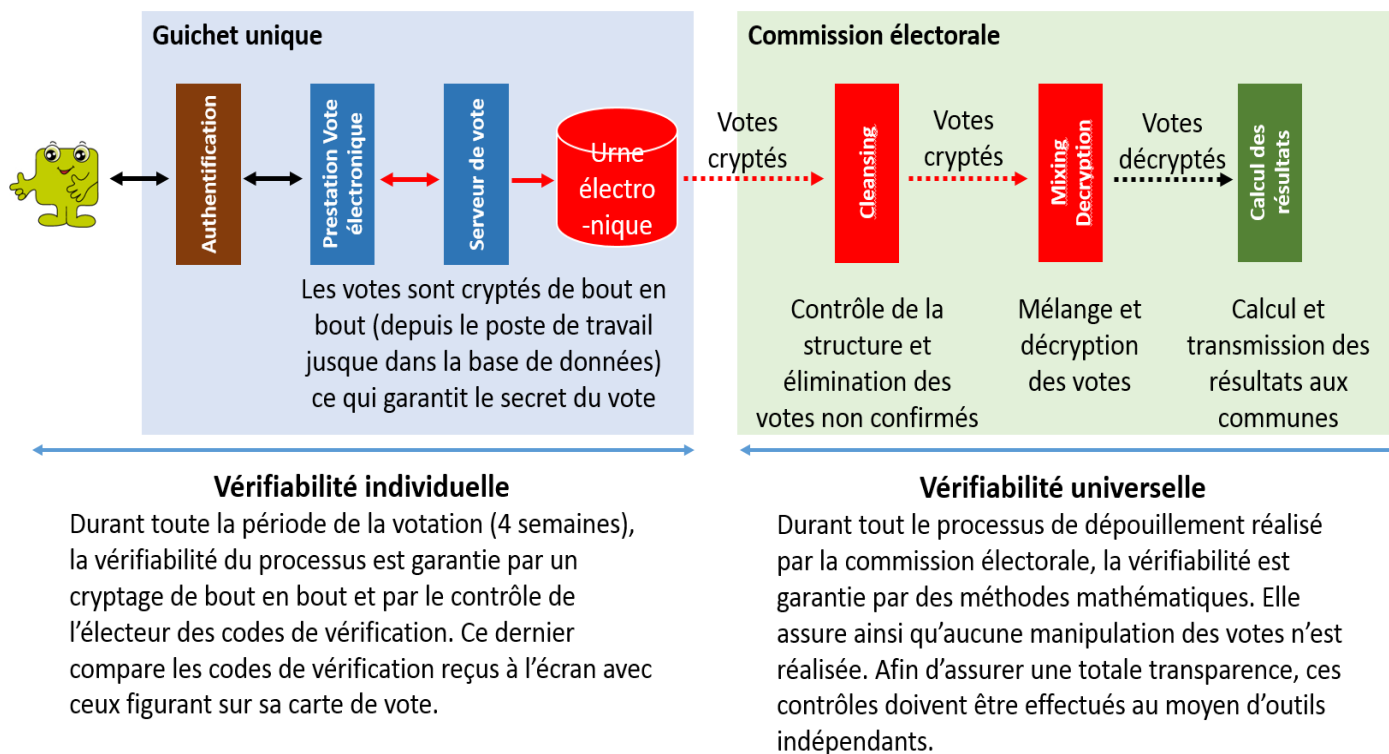 Guichet unique
Authentification
Prestation Vote
électronique
Serveur de vote
Urne
électro
-nique
Les votes sont cryptés de bout en
bout (depuis le poste de travail
jusque dans la base de données)
ce qui garantit le secret du vote
Votes
cryptés
Commission électorale
Cleansing
Votes
cryptés
Mixing
Decryption
Votes
décryptés
Calcul des
résultats
Contrôle de la
structure et
élimination des
votes non confirmés
Mélange et
décryption
des votes
Calcul et
transmission des
résultats aux
communes
Vérifiabilité individuelle
Durant toute la période de la votation (4 semaines),
la vérifiabilité du processus est garantie par un
cryptage de bout en bout et par le contrôle de
l’électeur des codes de vérification. Ce dernier
compare les codes de vérification reçus à l’écran avec
ceux figurant sur sa carte de vote.
Vérifiabilité universelle
Durant tout le processus de dépouillement réalisé
par la commission électorale, la vérifiabilité est
garantie par des méthodes mathématiques. Elle
assure ainsi qu’aucune manipulation des votes n’est
réalisée. Afin d’assurer une totale transparence, ces
contrôles doivent être effectués au moyen d’outils
indépendants.